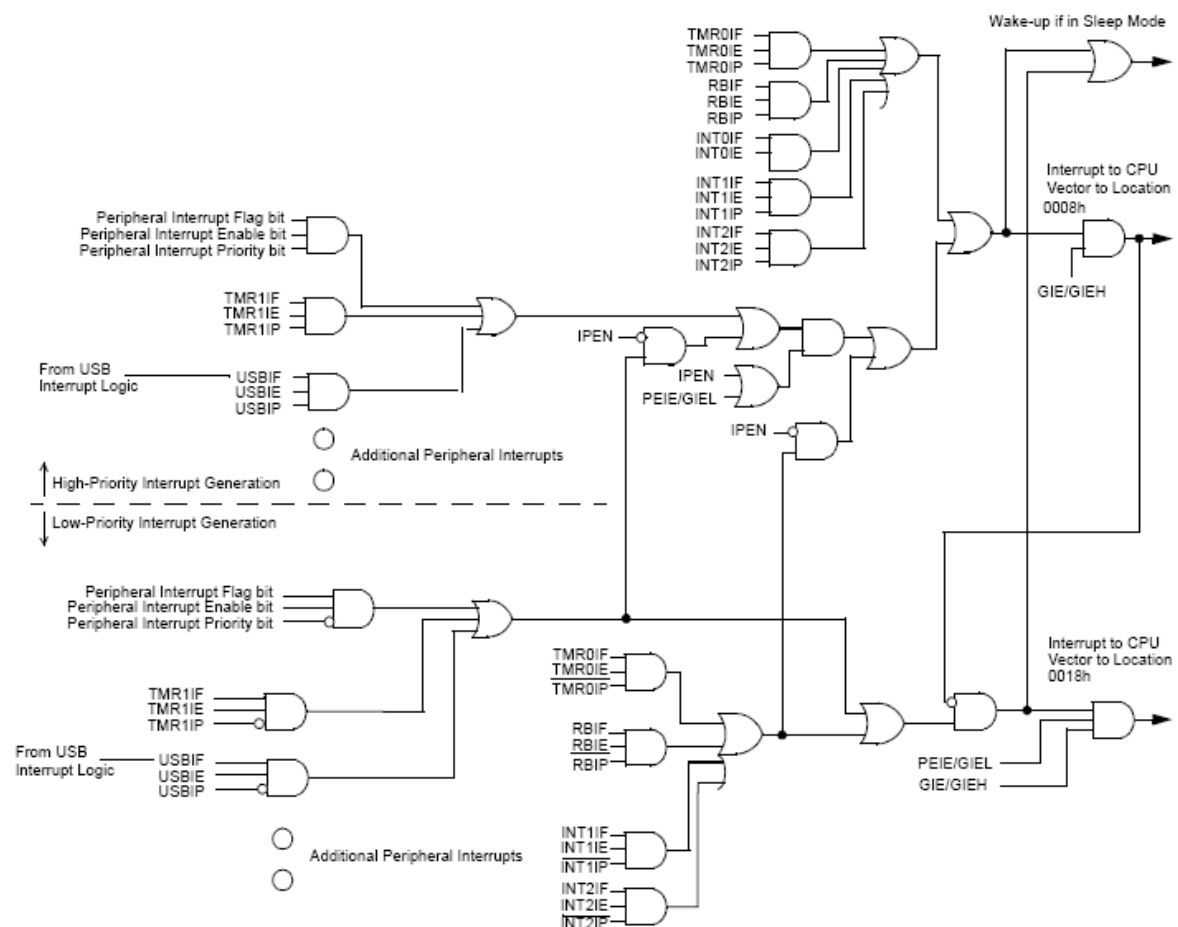 Wake-up if in Sleep Mode
TMR0IF
TMR0IE
TMR0IP
RBIF
RBIE
RBIP
INT0IF
INT0IE
INT1IF
INT1IE
INT1IP
INT2IF
INT2IE
INT2IP
Interrupt to CPU
Vector to Location
0008h
GIE/GIEH
Peripheral Interrupt Flag bit
Peripheral Interrupt Enable bit
Peripheral Interrupt Priority bit
TMR1IF
TMR1IE
TMR1IP
From USB
Interrupt Logic
USBIF
USBIE
USBIP
IPEN
IPEN
PEIE/GIEL
IPEN
Additional Peripheral Interrupts
High-Priority Interrupt Generation
Low-Priority Interrupt Generation
Peripheral Interrupt Flag bit
Peripheral Interrupt Enable bit
Peripheral Interrupt Priority bit
TMR1IF
TMR1IE
TMR1IP
From USB
Interrupt Logic
USBIF
USBIE
USBIP
Additional Peripheral Interrupts
TMR0IF
TMR0IE
TMR0IP
RBIF
RBIE
RBIP
INT1IF
INT1IE
INT1IP
INT2IF
INT2IE
INT2IP
Interrupt to CPU
Vector to Location
0018h
PEIE/GIEL
GIE/GIEH